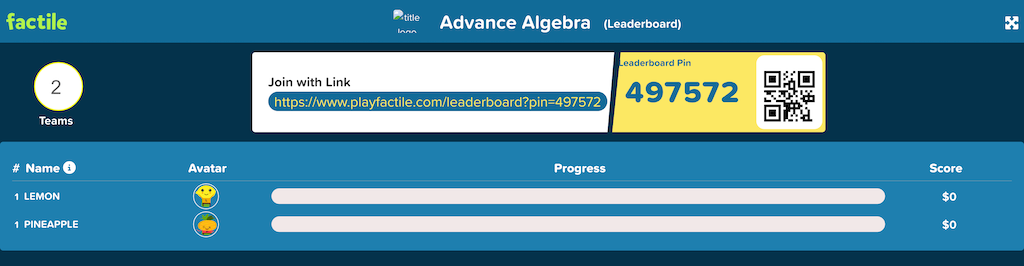 factile
title logo
Advance Algebra (Leaderboard)
2
Teams
Join with Link
https://www.playfactile.com/leaderboard?pin=497572
Leaderboard Pin
497572
# Name Avatar Progress Score
1 LEMON $0
1 PINEAPPLE $0